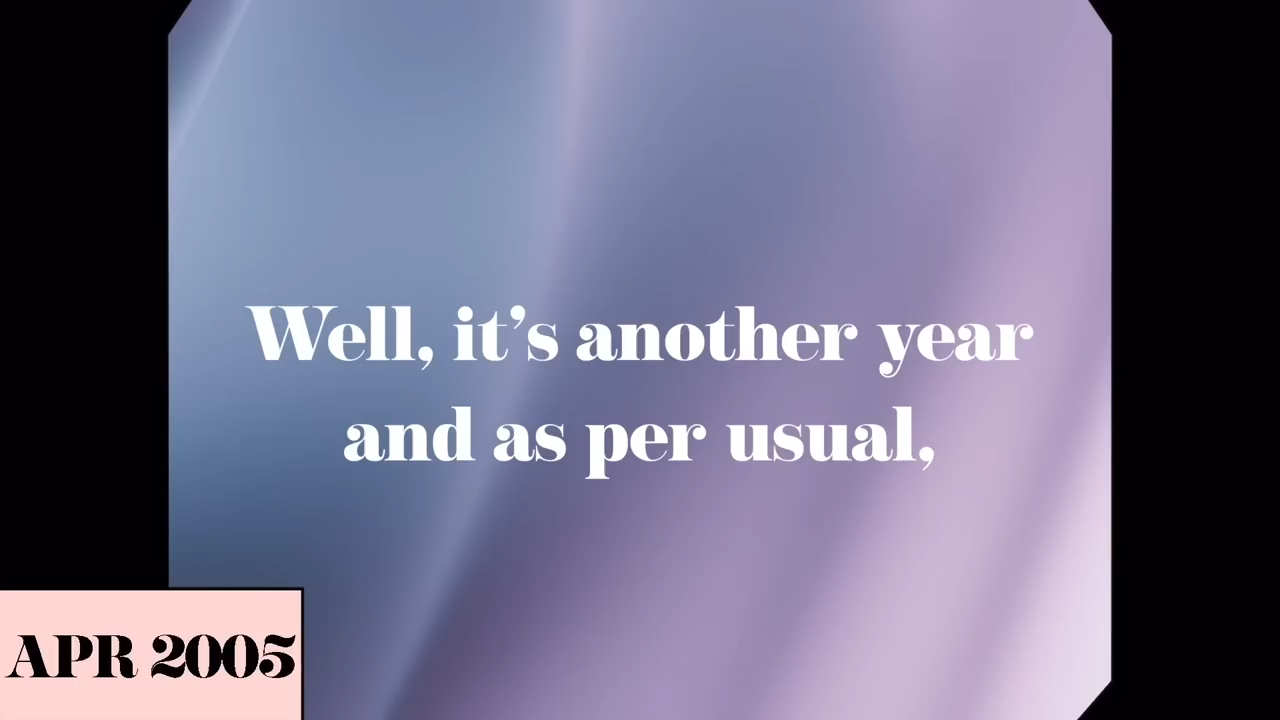 Well, it’s another year
and as per usual,
APR 2005